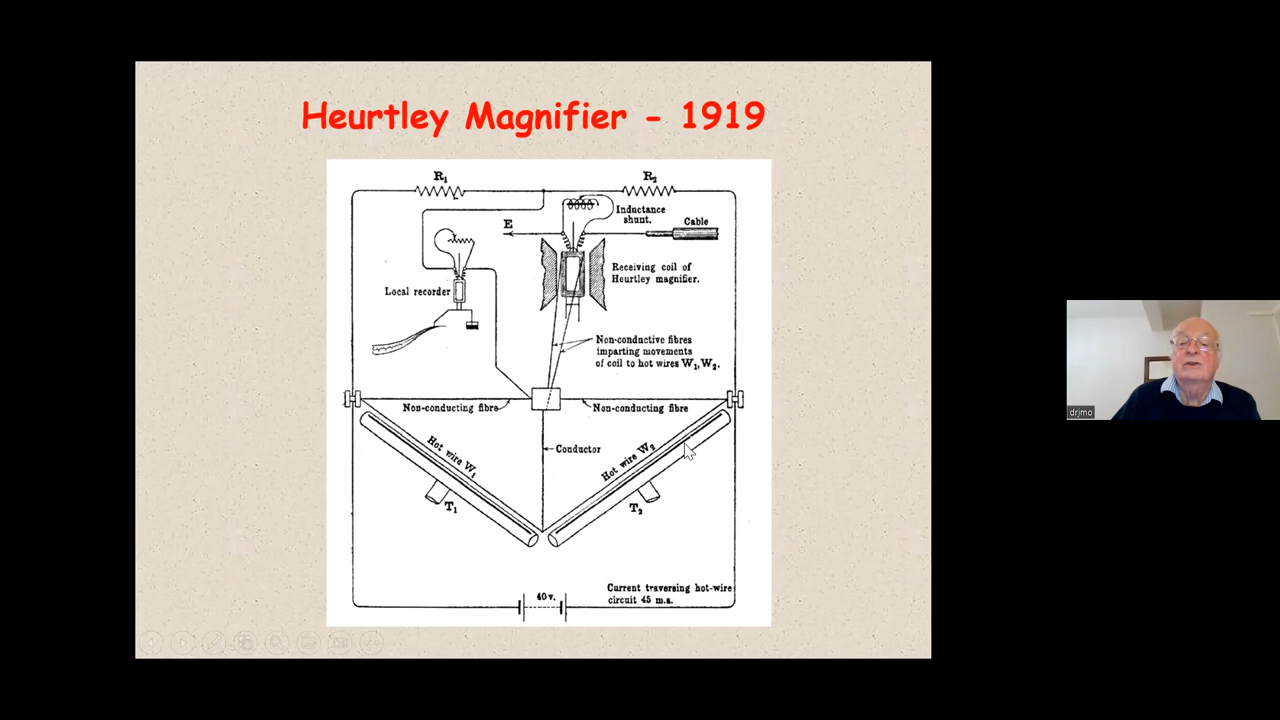 Heurtley Magnifier - 1919
R₁
R₂
Inductance
shunt.
Cable
E
Receiving coil of
Heurtley magnifier.
Local recorder
Non-conductive fibres
imparting movements
of coil to hot wires W₁, W₂.
Non-conducting fibre
Non-conducting fibre
Hot wire W₁
Conductor
Hot wire W₂
T₁
T₂
40 v.
Current traversing hot-wire
circuit 45 m.a.
drjmo